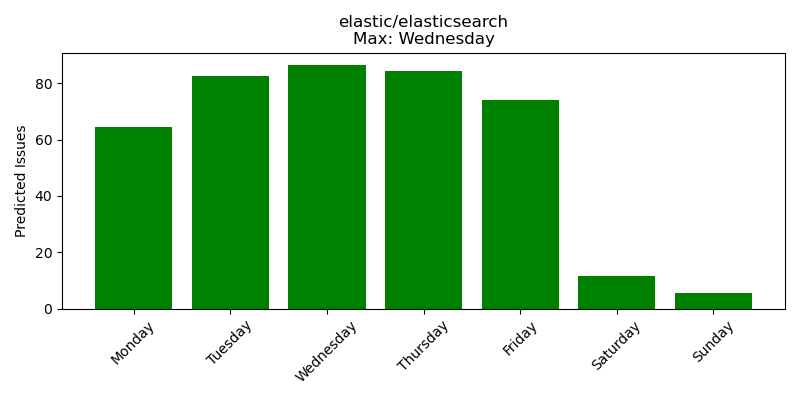 elastic/elasticsearch
Max: Wednesday
Predicted Issues
80
60
40
20
0
Monday
Tuesday
Wednesday
Thursday
Friday
Saturday
Sunday